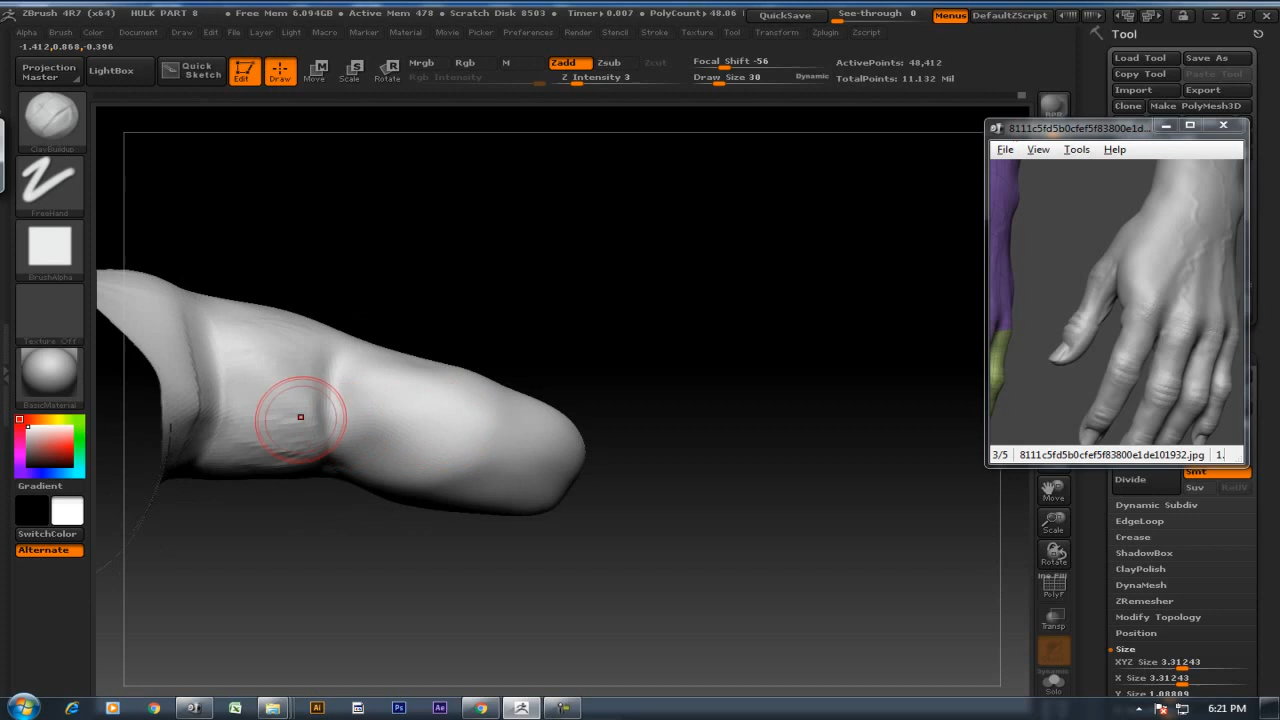 ZBrush 4R7 (x64) HULK PART 8 • Free Mem 6.094GB • Active Mem 478 • Scratch Disk 8503 • Timer▸0.007 • PolyCount▸48.06 QuickSave See-through 0 Menus DefaultZScript
Alpha Brush Color Document Draw Edit File Layer Light Macro Marker Material Movie Picker Preferences Render Stencil Stroke Texture Tool Transform Zplugin Zscript
Tool
-1.412,0.868,-0.396
Load Tool Save As
Copy Tool Paste Tool
Import Export
Clone Make PolyMesh3D
Projection Master LightBox Quick Sketch Edit Draw Move Scale Rotate
Mrgb Rgb M Zadd Zsub Zcut Focal Shift -56 ActivePoints: 48,412
Rgb Intensity Z Intensity 3 Draw Size 30 Dynamic TotalPoints: 11.132 Mil
ClayBuildup
FreeHand
BrushAlpha
Texture Off
BasicMaterial
Gradient
SwitchColor
Alternate
8111c5fd5b0cfef5f83800e1d...
File View Tools Help
3/5 8111c5fd5b0cfef5f83800e1de101932.jpg 1.
Smt
Divide
Suv RelUV
Dynamic Subdiv
EdgeLoop
Crease
ShadowBox
ClayPolish
DynaMesh
ZRemesher
Modify Topology
Position
Size
XYZ Size 3.31243
X Size 3.31243
Y Size 1.08889
Move
Scale
Rotate
PolyF
Transp
Dynamic
Solo
6:21 PM